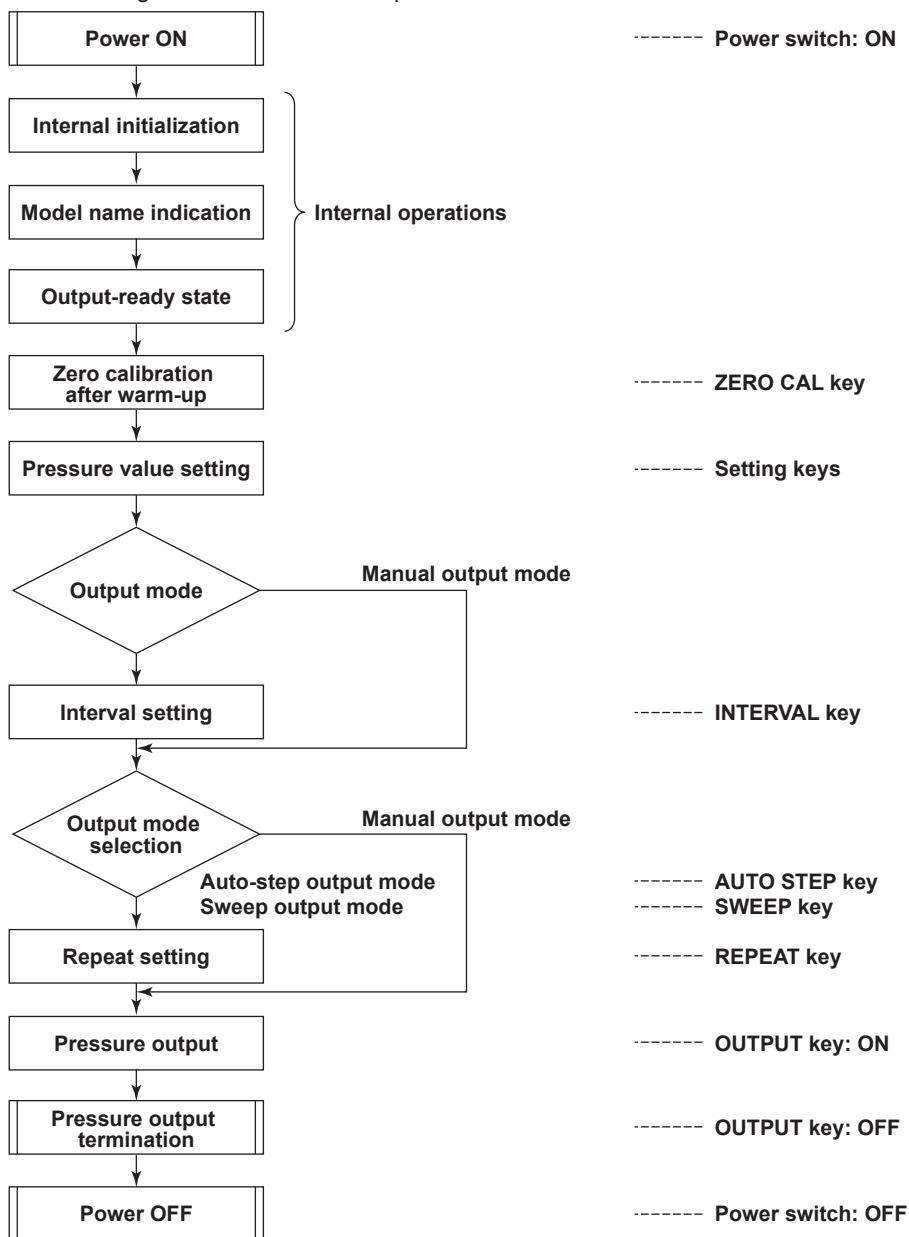 Power ON
Power switch: ON
Internal initialization
Model name indication
Internal operations
Output-ready state
Zero calibration
after warm-up
ZERO CAL key
Pressure value setting
Setting keys
Manual output mode
Output mode
Interval setting
INTERVAL key
Manual output mode
Output mode
selection
Auto-step output mode
AUTO STEP key
Sweep output mode
SWEEP key
Repeat setting
REPEAT key
Pressure output
OUTPUT key: ON
Pressure output
termination
OUTPUT key: OFF
Power OFF
Power switch: OFF